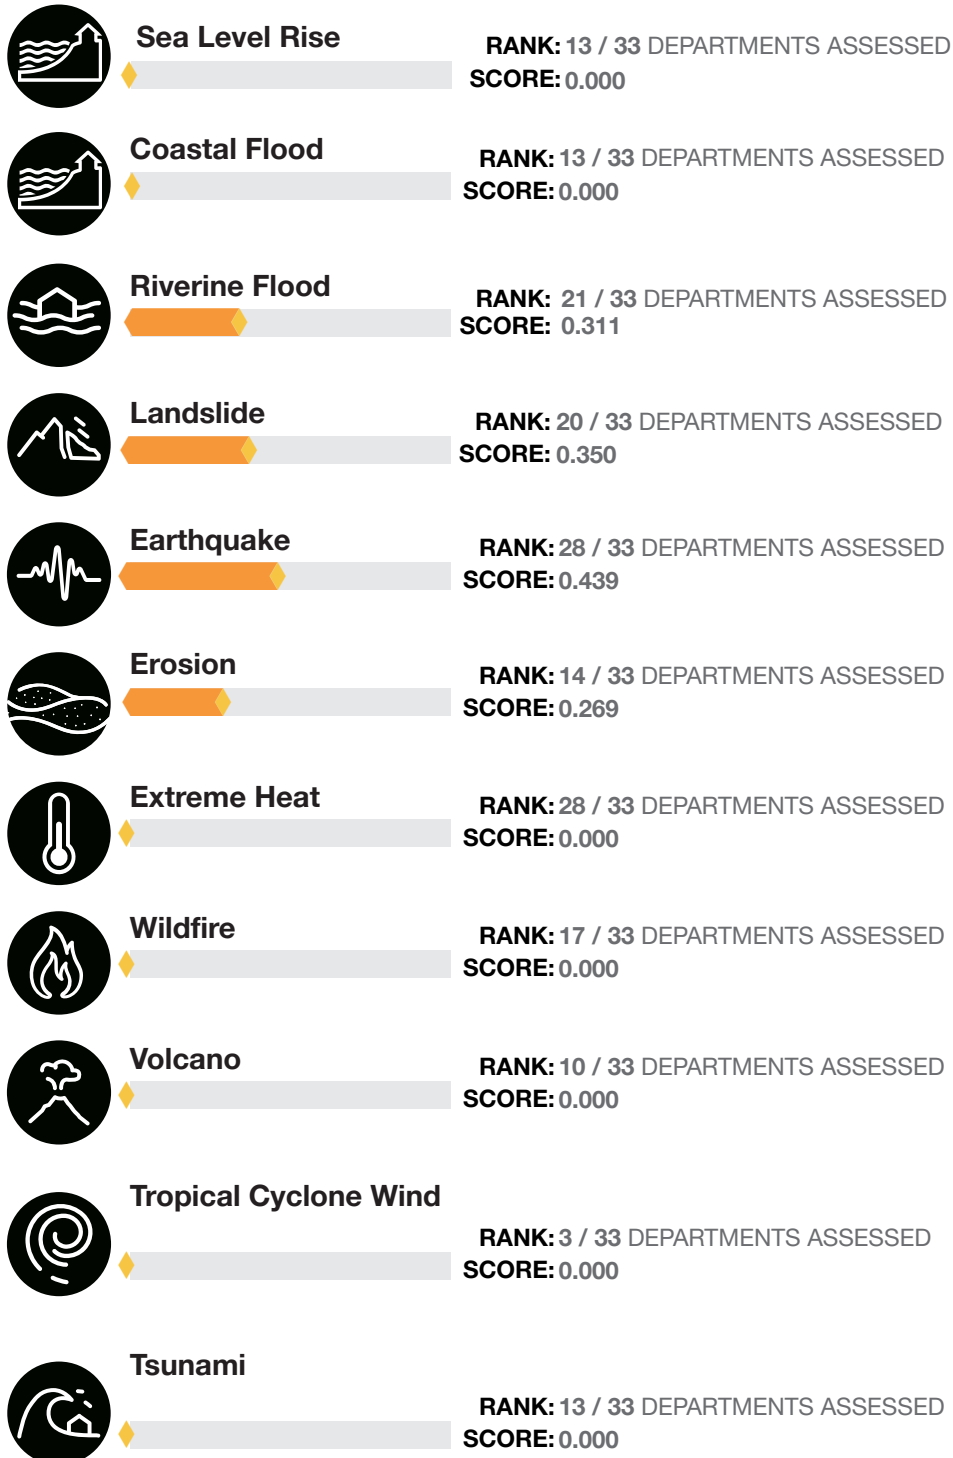 Sea Level Rise
RANK: 13 / 33 DEPARTMENTS ASSESSED
SCORE: 0.000
Coastal Flood
RANK: 13 / 33 DEPARTMENTS ASSESSED
SCORE: 0.000
Riverine Flood
RANK: 21 / 33 DEPARTMENTS ASSESSED
SCORE: 0.311
Landslide
RANK: 20 / 33 DEPARTMENTS ASSESSED
SCORE: 0.350
Earthquake
RANK: 28 / 33 DEPARTMENTS ASSESSED
SCORE: 0.439
Erosion
RANK: 14 / 33 DEPARTMENTS ASSESSED
SCORE: 0.269
Extreme Heat
RANK: 28 / 33 DEPARTMENTS ASSESSED
SCORE: 0.000
Wildfire
RANK: 17 / 33 DEPARTMENTS ASSESSED
SCORE: 0.000
Volcano
RANK: 10 / 33 DEPARTMENTS ASSESSED
SCORE: 0.000
Tropical Cyclone Wind
RANK: 3 / 33 DEPARTMENTS ASSESSED
SCORE: 0.000
Tsunami
RANK: 13 / 33 DEPARTMENTS ASSESSED
SCORE: 0.000